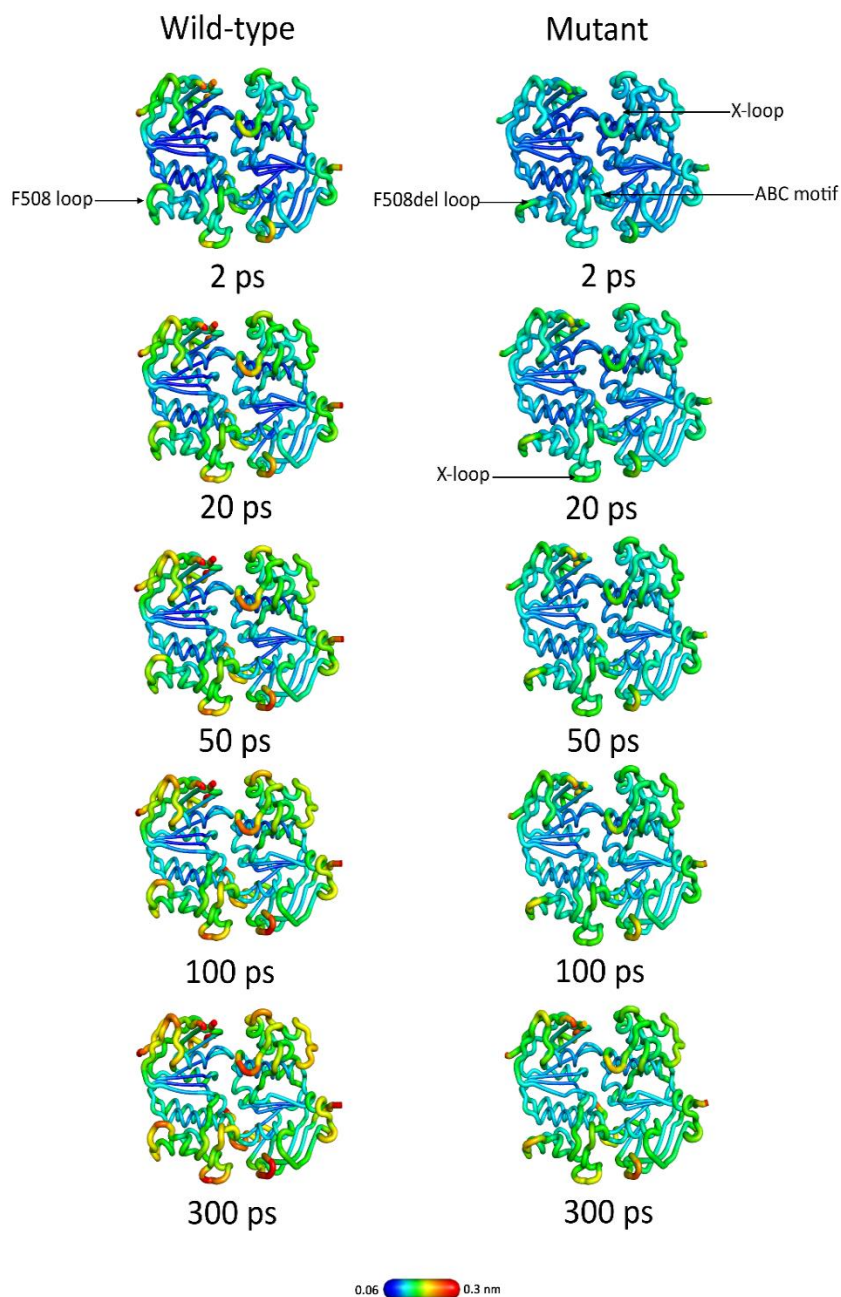 Wild-type
Mutant
X-loop
F508 loop
F508del loop
ABC motif
2 ps
2 ps
X-loop
20 ps
20 ps
50 ps
50 ps
100 ps
100 ps
300 ps
300 ps
0.06
0.3 nm